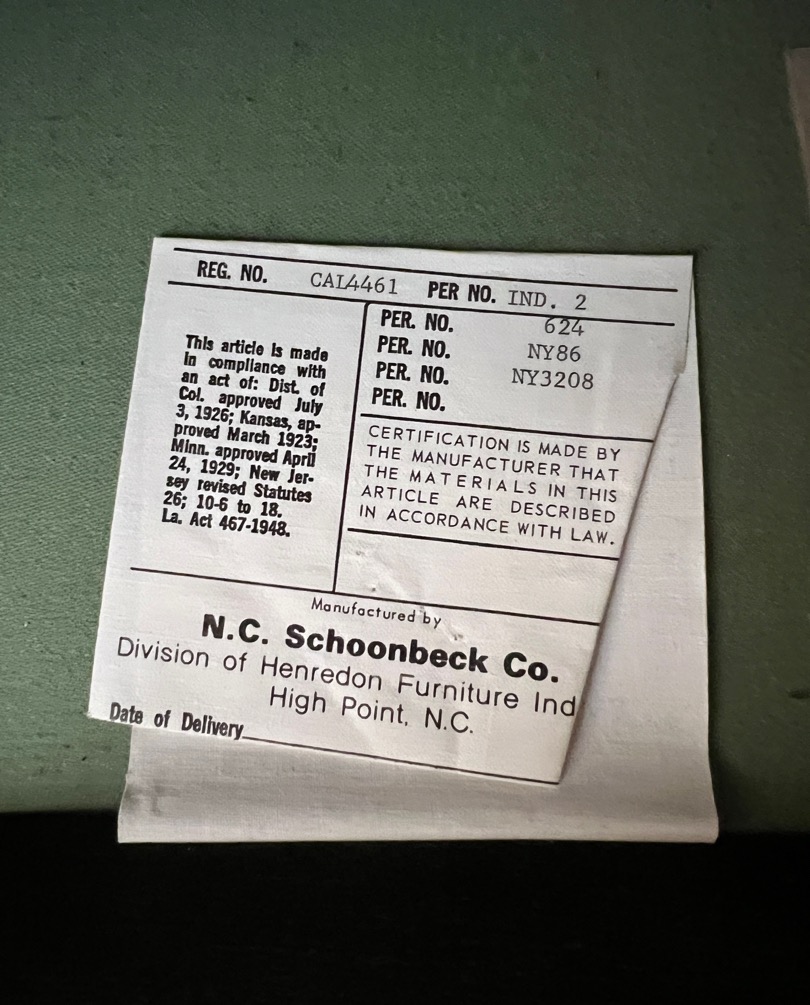 REG. NO. CAL4461 PER NO. IND. 2
PER. NO. 624
PER. NO. NY86
PER. NO. NY3208
PER. NO.
This article is made
in compliance with
an act of: Dist. of
Col. approved July
3, 1926; Kansas, ap-
proved March 1923;
Minn. approved April
24, 1929; New Jer-
sey revised Statutes
26; 10-6 to 18.
La. Act 467-1948.
CERTIFICATION IS MADE BY
THE MANUFACTURER THAT
THE MATERIALS IN THIS
ARTICLE ARE DESCRIBED
IN ACCORDANCE WITH LAW.
Manufactured by
N.C. Schoonbeck Co.
Division of Henredon Furniture Ind
High Point, N.C.
Date of Delivery